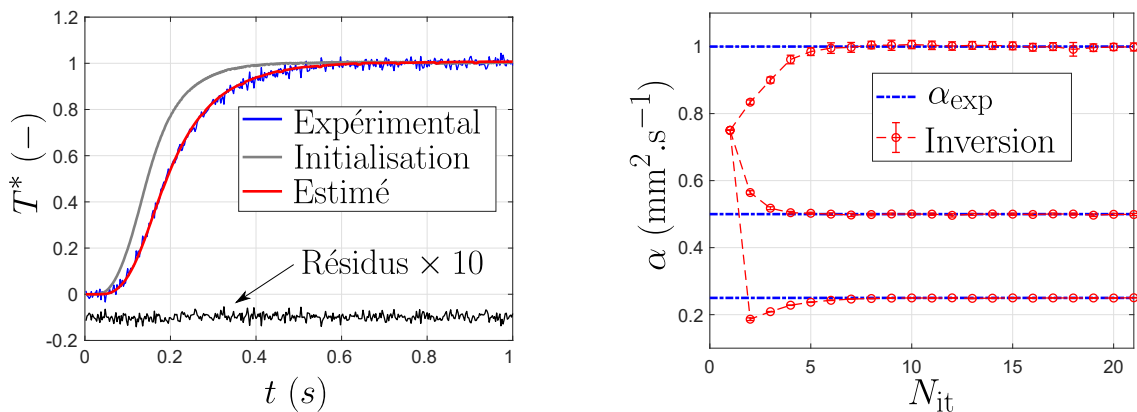 1.2
1
0.8
0.6
0.4
0.2
0
-0.2
T* (−)
Expérimental
Initialisation
Estimé
Résidus × 10
0 0.2 0.4 0.6 0.8 1
t (s)
1
0.8
0.6
0.4
0.2
α (mm².s⁻¹)
α_exp
Inversion
0 5 10 15 20
N_it